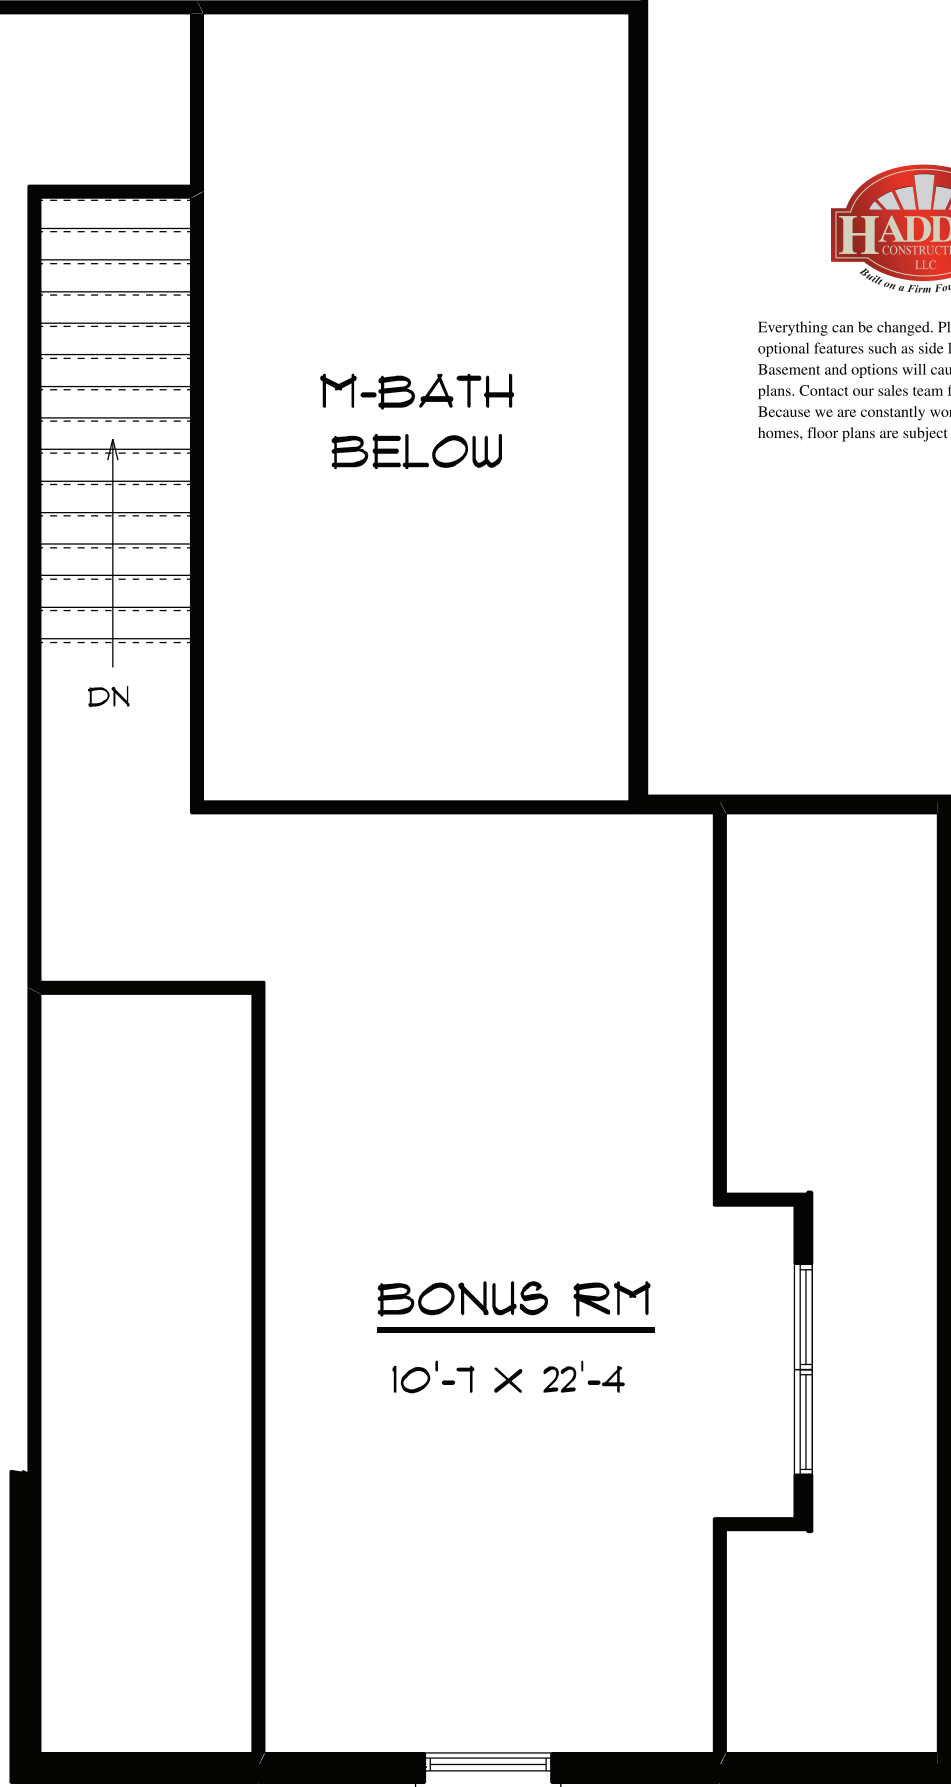 HADD
CONSTRUCT
LLC
Built on a Firm Fou
Everything can be changed. Pl
optional features such as side l
Basement and options will cau
plans. Contact our sales team f
Because we are constantly wor
homes, floor plans are subject
M-BATH
BELOW
DN
BONUS RM
10'-7 X 22'-4